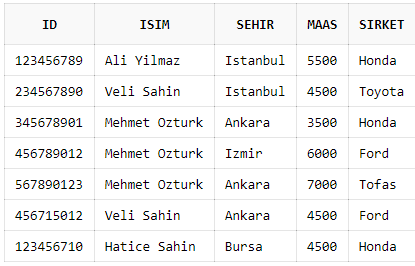 ID ISIM SEHIR MAAS SIRKET
123456789 Ali Yilmaz Istanbul 5500 Honda
234567890 Veli Sahin Istanbul 4500 Toyota
345678901 Mehmet Ozturk Ankara 3500 Honda
456789012 Mehmet Ozturk Izmir 6000 Ford
567890123 Mehmet Ozturk Ankara 7000 Tofas
456715012 Veli Sahin Ankara 4500 Ford
123456710 Hatice Sahin Bursa 4500 Honda